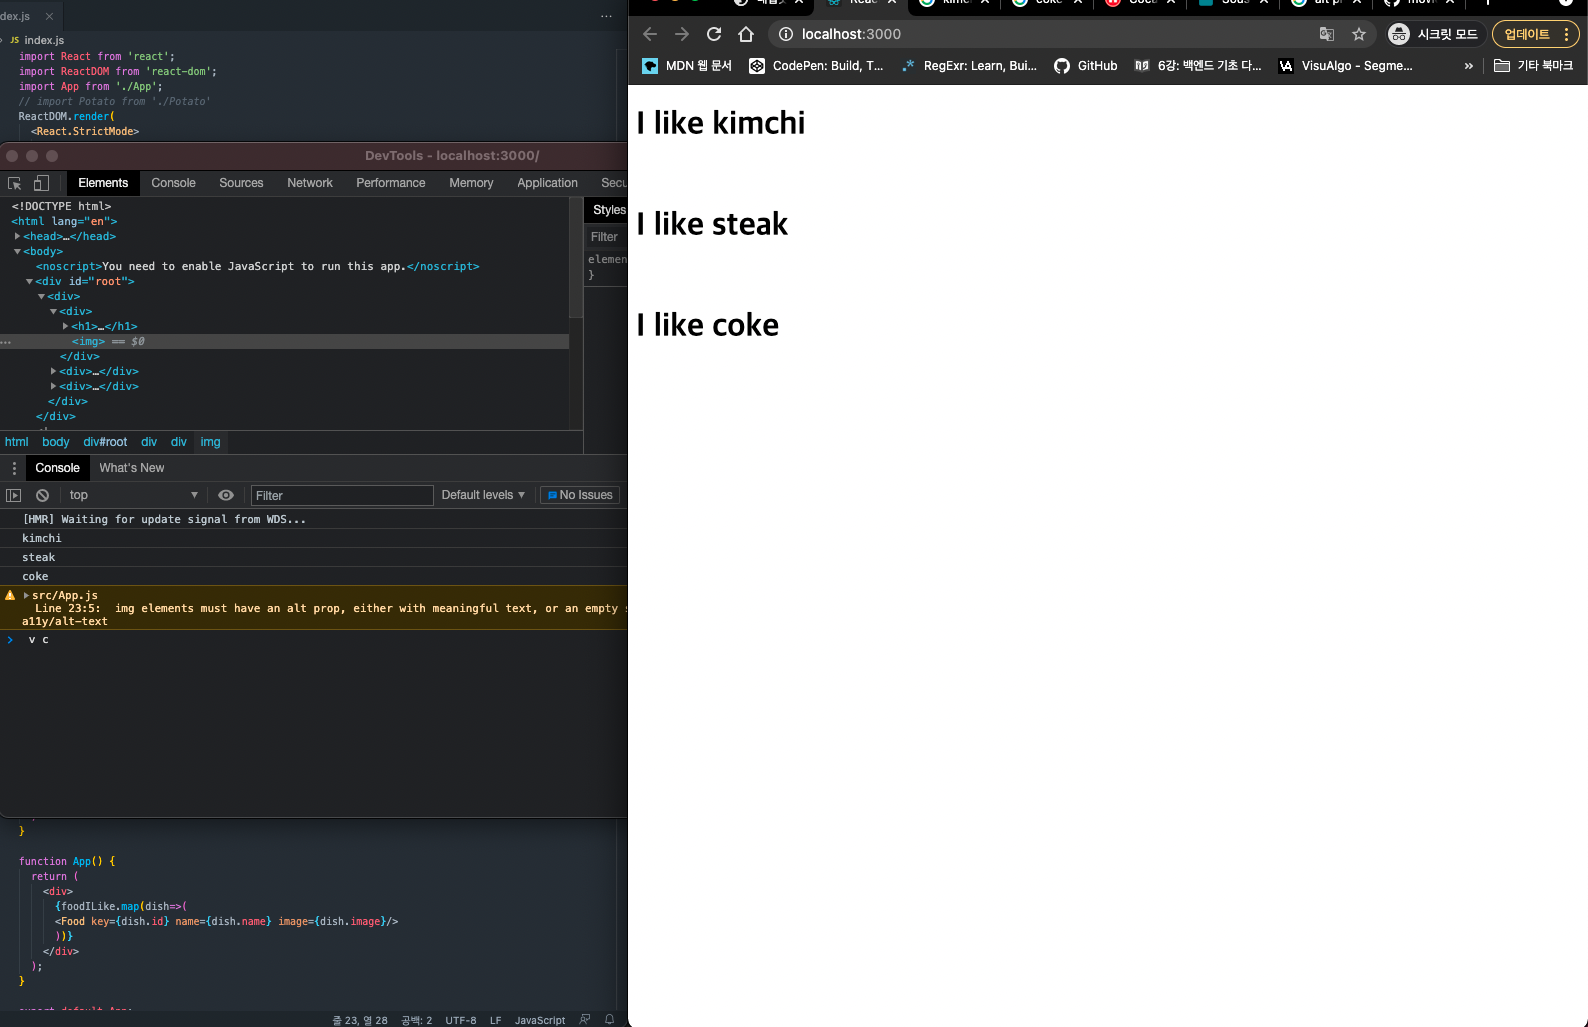 dex.js
JS index.js
import React from 'react';
import ReactDOM from 'react-dom';
import App from './App';
// import Potato from './Potato'
ReactDOM.render(
<React.StrictMode>
DevTools - localhost:3000/
Elements Console Sources Network Performance Memory Application Secu
<!DOCTYPE html>
<html lang="en">
<head>…</head>
<body>
<noscript>You need to enable JavaScript to run this app.</noscript>
<div id="root">
<div>
<div>
<h1>…</h1>
<img> == $0
</div>
<div>…</div>
<div>…</div>
</div>
</div>
Styles
Filter
elemen
}
html body div#root div div img
Console What's New
top Filter Default levels No Issues
[HMR] Waiting for update signal from WDS...
kimchi
steak
coke
src/App.js
Line 23:5: img elements must have an alt prop, either with meaningful text, or an empty s
a11y/alt-text
> v c
}
function App() {
return (
<div>
{foodILike.map(dish=>(
<Food key={dish.id} name={dish.name} image={dish.image}/>
))}
</div>
);
}
export default App;
줄 23, 열 28 공백: 2 UTF-8 LF JavaScript
localhost:3000 시크릿 모드 업데이트
MDN 웹 문서 CodePen: Build, T... RegExr: Learn, Bui... GitHub 6강: 백엔드 기초 다... VisuAlgo - Segme... » 기타 북마크
I like kimchi
I like steak
I like coke